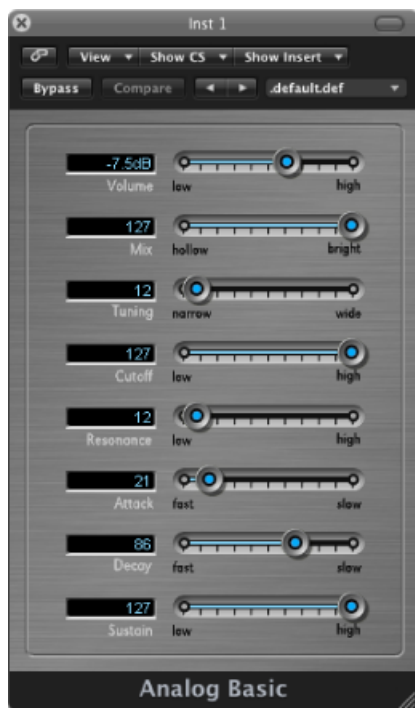 Inst 1
View Show CS Show Insert
Bypass Compare .default.def
-7.5dB
Volume low high
127
Mix hollow bright
12
Tuning narrow wide
127
Cutoff low high
12
Resonance low high
21
Attack fast slow
86
Decay fast slow
127
Sustain low high
Analog Basic